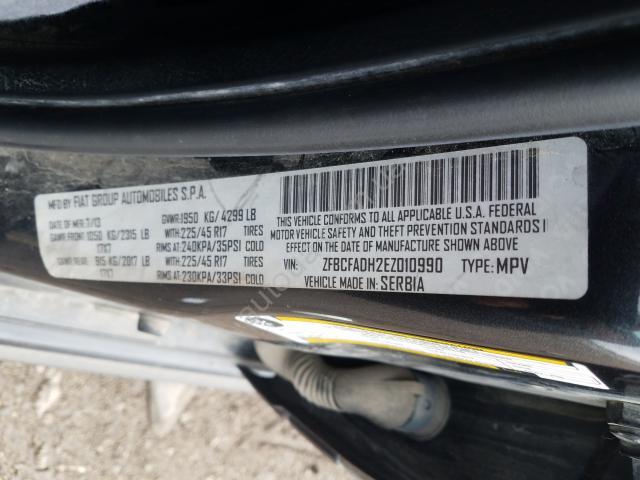 MFD BY FIAT GROUP AUTOMOBILES S.P.A.
DATE OF MFR 7/13 GVWR:1950 KG/4299 LB
GAWR FRONT 1050 KG/2315 LB WITH:225/45 R17 TIRES
17X7 RIMS AT:240KPA/35PSI COLD
GAWR REAR 915 KG/2017 LB WITH:225/45 R17 TIRES
17X7 RIMS AT:230KPA/33PSI COLD
THIS VEHICLE CONFORMS TO ALL APPLICABLE U.S.A. FEDERAL
MOTOR VEHICLE SAFETY AND THEFT PREVENTION STANDARDS I
EFFECT ON THE DATE OF MANUFACTURE SHOWN ABOVE.
VIN: ZFBCFADH2EZ010990 TYPE: MPV
VEHICLE MADE IN: SERBIA